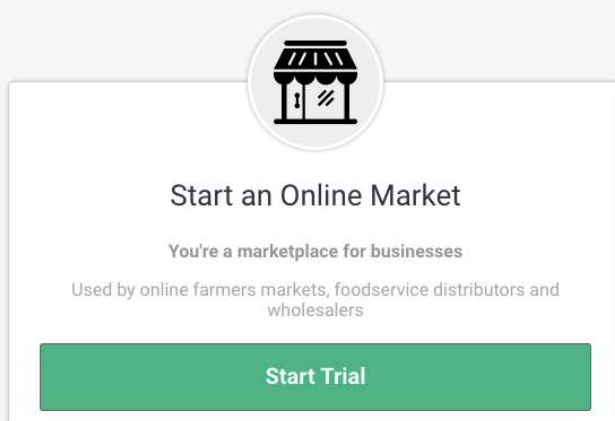 Start an Online Market
You're a marketplace for businesses
Used by online farmers markets, foodservice distributors and
wholesalers
Start Trial